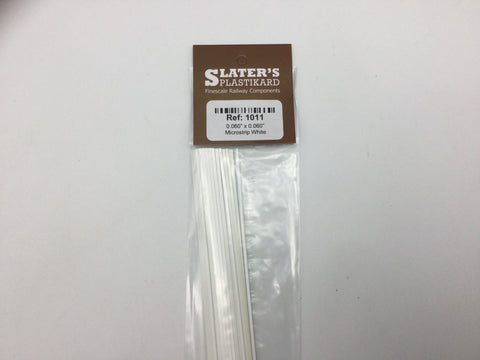 SLATER'S
PLASTIKARD
Finescale Railway Components
Ref: 1011
0.060" x 0.060"
Microstrip White